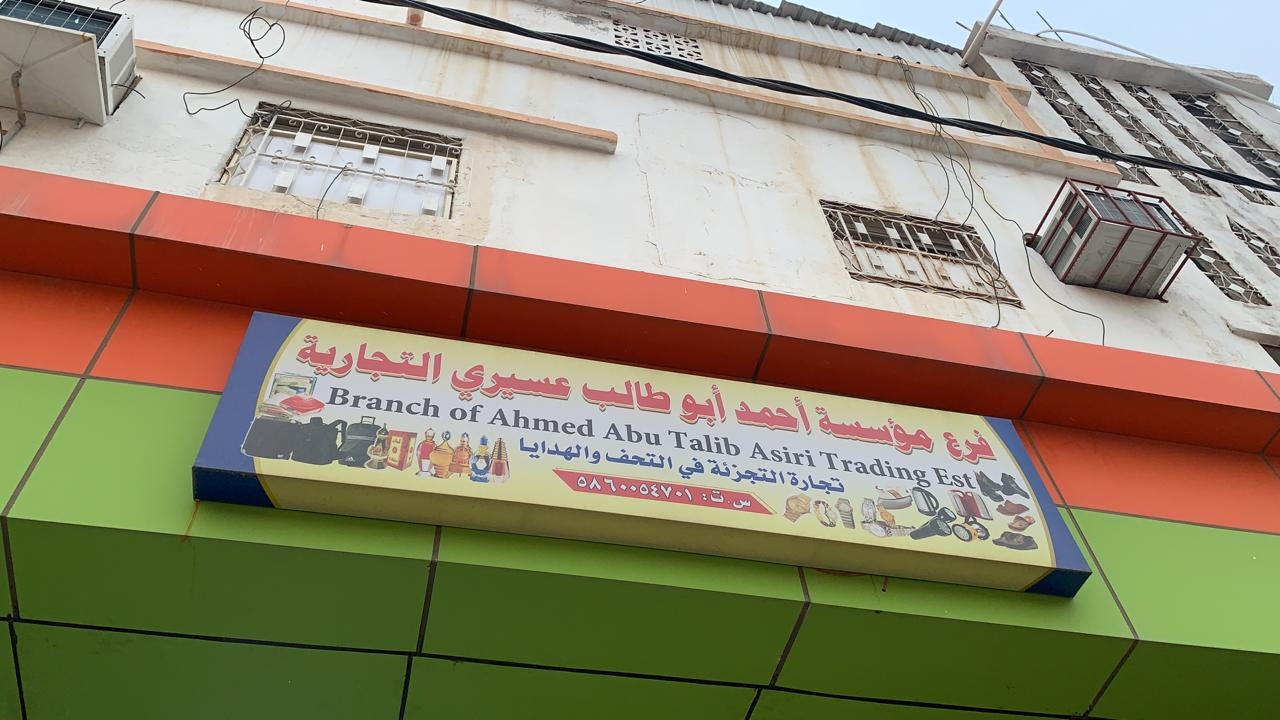 فرع مؤسسة أحمد أبو طالب عسيري التجارية
Branch of Ahmed Abu Talib Asiri Trading Est
تجارة التجزئة في التحف والهدايا
س.ت: ٥٨٦٠٠٥٤٧٠١